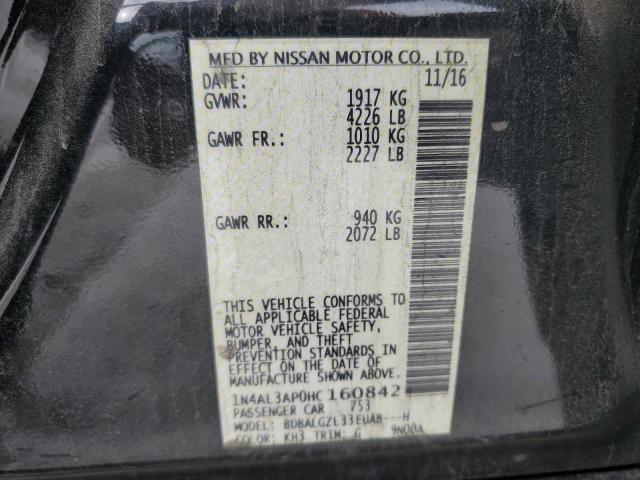 MFD BY NISSAN MOTOR CO., LTD.
DATE: 11/16
GVWR: 1917 KG
4226 LB
GAWR FR.: 1010 KG
2227 LB
GAWR RR.: 940 KG
2072 LB
THIS VEHICLE CONFORMS TO
ALL APPLICABLE FEDERAL
MOTOR VEHICLE SAFETY,
BUMPER, AND THEFT
PREVENTION STANDARDS IN
EFFECT ON THE DATE OF
MANUFACTURE SHOWN ABOVE.
1N4AL3AP0HC160842
PASSENGER CAR 753
MODEL: BDBALGZL33EUAB---H
COLOR: KH3 TRIM: G 9N00A